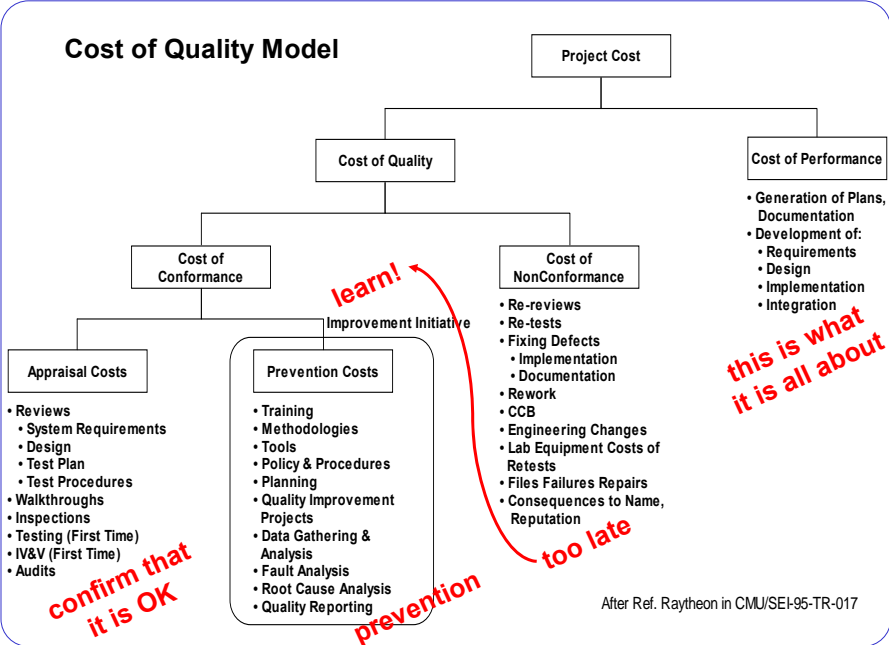 Cost of Quality Model
Project Cost
Cost of Quality
Cost of Performance
• Generation of Plans,
Documentation
• Development of:
• Requirements
• Design
• Implementation
• Integration
this is what
it is all about
Cost of
Conformance
Cost of
NonConformance
learn!
Improvement Initiative
• Re-reviews
• Re-tests
• Fixing Defects
• Implementation
• Documentation
• Rework
• CCB
• Engineering Changes
• Lab Equipment Costs of
Retests
• Files Failures Repairs
• Consequences to Name,
Reputation
too late
Appraisal Costs
• Reviews
• System Requirements
• Design
• Test Plan
• Test Procedures
• Walkthroughs
• Inspections
• Testing (First Time)
• IV&V (First Time)
• Audits
confirm that
it is OK
Prevention Costs
• Training
• Methodologies
• Tools
• Policy & Procedures
• Planning
• Quality Improvement
Projects
• Data Gathering &
Analysis
• Fault Analysis
• Root Cause Analysis
• Quality Reporting
prevention
After Ref. Raytheon in CMU/SEI-95-TR-017